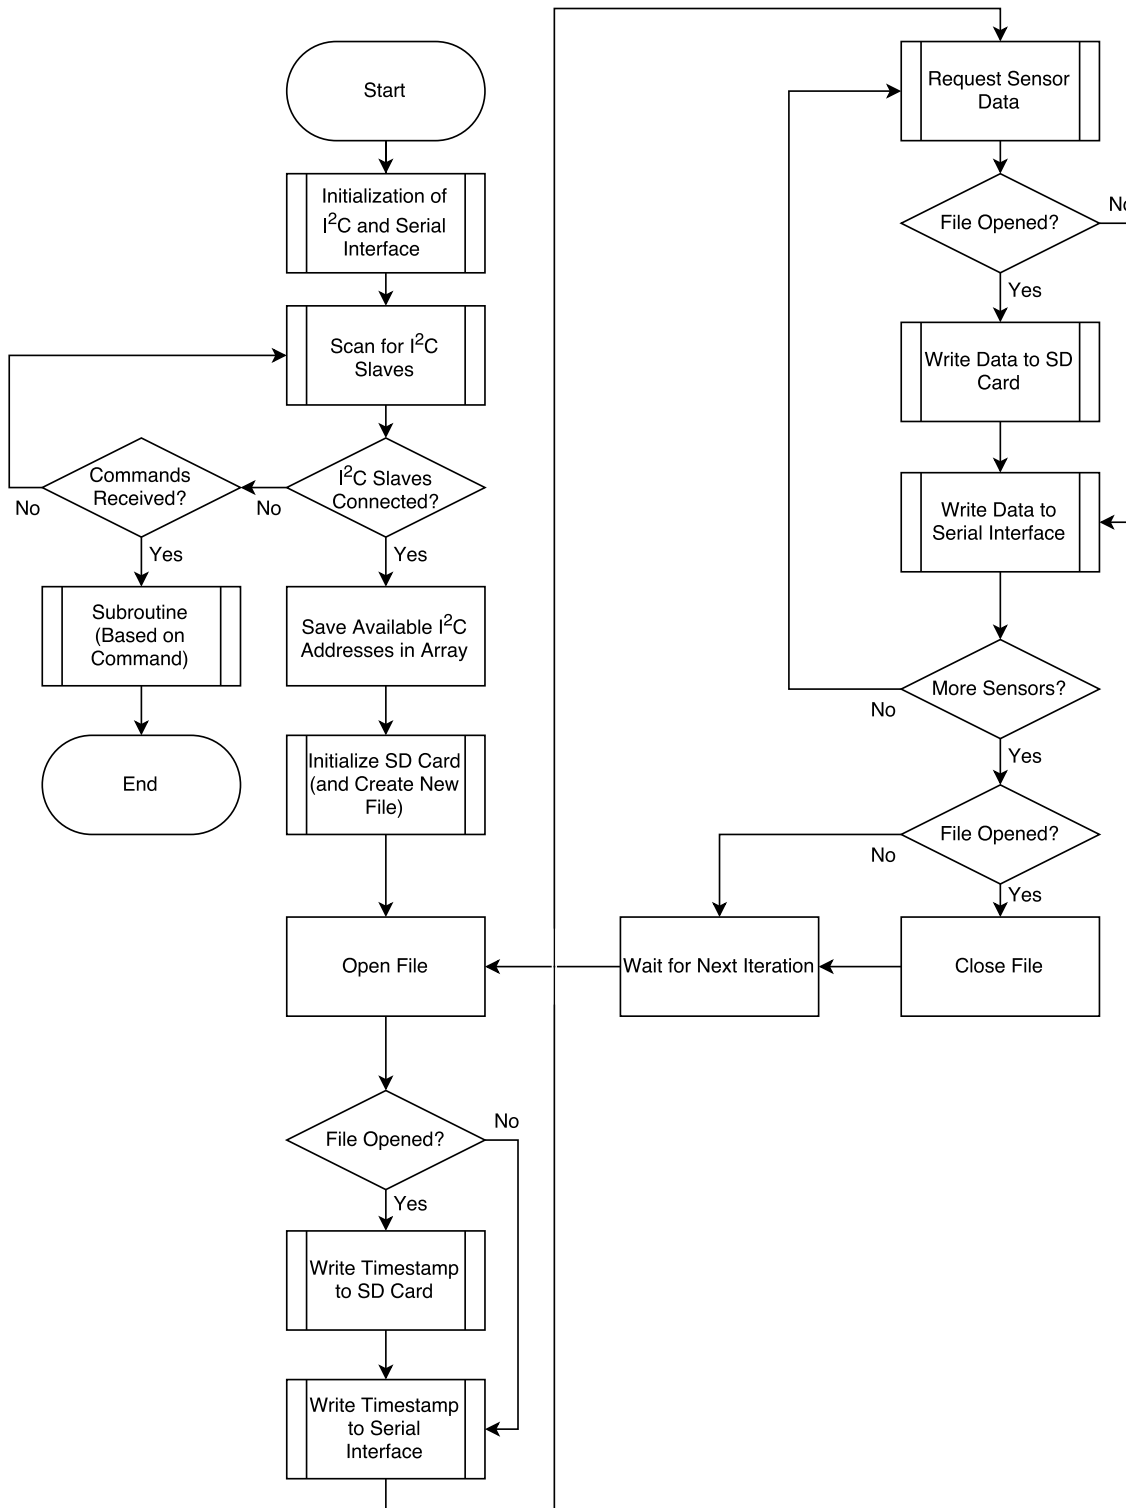 Start
Initialization of
I²C and Serial
Interface
Scan for I²C
Slaves
I²C Slaves
Connected?
No
Commands
Received?
No
Yes
Subroutine
(Based on
Command)
End
Yes
Save Available I²C
Addresses in Array
Initialize SD Card
(and Create New
File)
Open File
File Opened?
No
Yes
Write Timestamp
to SD Card
Write Timestamp
to Serial
Interface
Request Sensor
Data
File Opened?
No
Yes
Write Data to SD
Card
Write Data to
Serial Interface
More Sensors?
No
Yes
File Opened?
No
Yes
Close File
Wait for Next Iteration